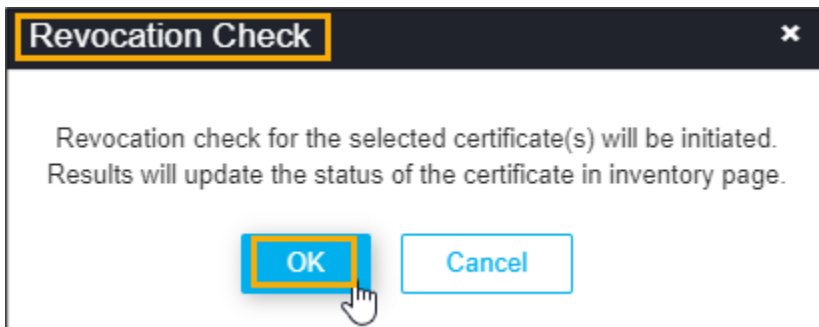 Revocation Check
Revocation check for the selected certificate(s) will be initiated.
Results will update the status of the certificate in inventory page.
OK
Cancel